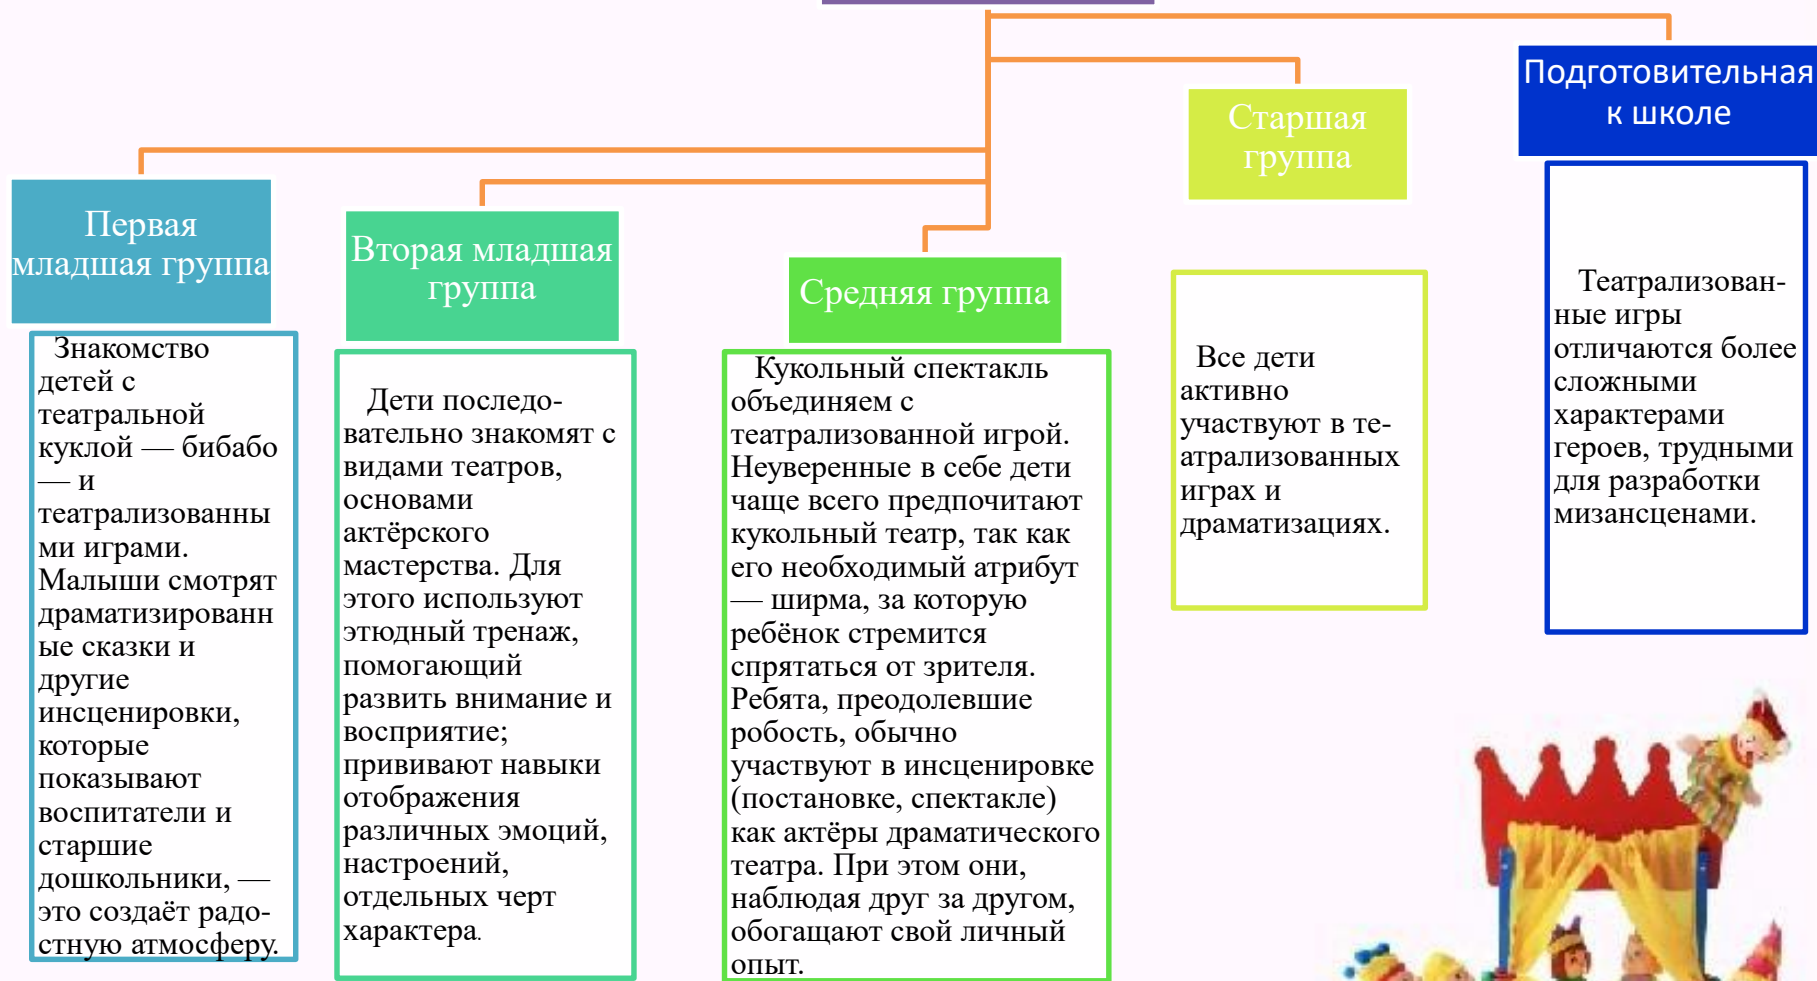 Первая
младшая группа
Знакомство
детей с
театральной
куклой — бибабо
— и
театрализованны
ми играми.
Малыши смотрят
драматизированн
ые сказки и
другие
инсценировки,
которые
показывают
воспитатели и
старшие
дошкольники, —
это создаёт радо-
стную атмосферу.
Вторая младшая
группа
Дети последо-
вательно знакомят с
видами театров,
основами
актёрского
мастерства. Для
этого используют
этюдный тренаж,
помогающий
развить внимание и
восприятие;
прививают навыки
отображения
различных эмоций,
настроений,
отдельных черт
характера.
Средняя группа
Кукольный спектакль
объединяем с
театрализованной игрой.
Неуверенные в себе дети
чаще всего предпочитают
кукольный театр, так как
его необходимый атрибут
— ширма, за которую
ребёнок стремится
спрятаться от зрителя.
Ребята, преодолевшие
робость, обычно
участвуют в инсценировке
(постановке, спектакле)
как актёры драматического
театра. При этом они,
наблюдая друг за другом,
обогащают свой личный
опыт.
Старшая
группа
Все дети
активно
участвуют в те-
атрализованных
играх и
драматизациях.
Подготовительная
к школе
Театрализован-
ные игры
отличаются более
сложными
характерами
героев, трудными
для разработки
мизансценами.